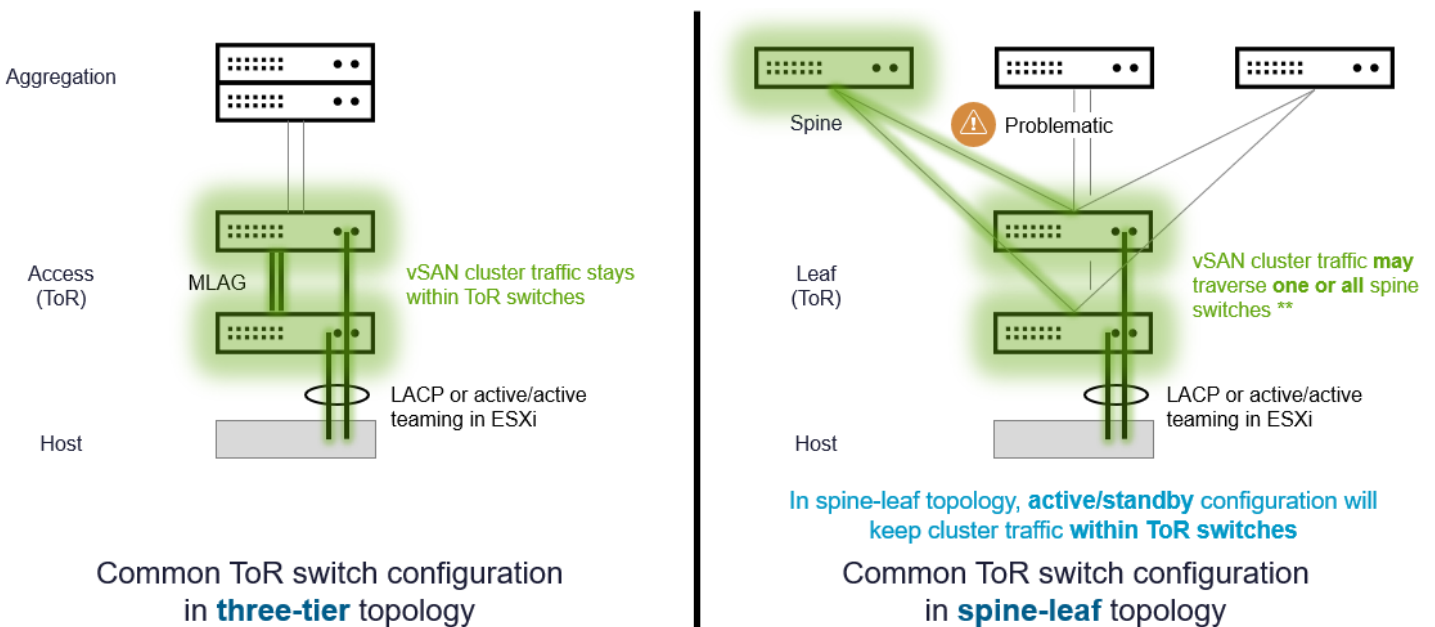 Aggregation
Access
(ToR)
MLAG
vSAN cluster traffic stays
within ToR switches
LACP or active/active
teaming in ESXi
Host
Common ToR switch configuration
in three-tier topology
Spine
Problematic
Leaf
(ToR)
vSAN cluster traffic may
traverse one or all spine
switches **
LACP or active/active
teaming in ESXi
Host
In spine-leaf topology, active/standby configuration will
keep cluster traffic within ToR switches
Common ToR switch configuration
in spine-leaf topology